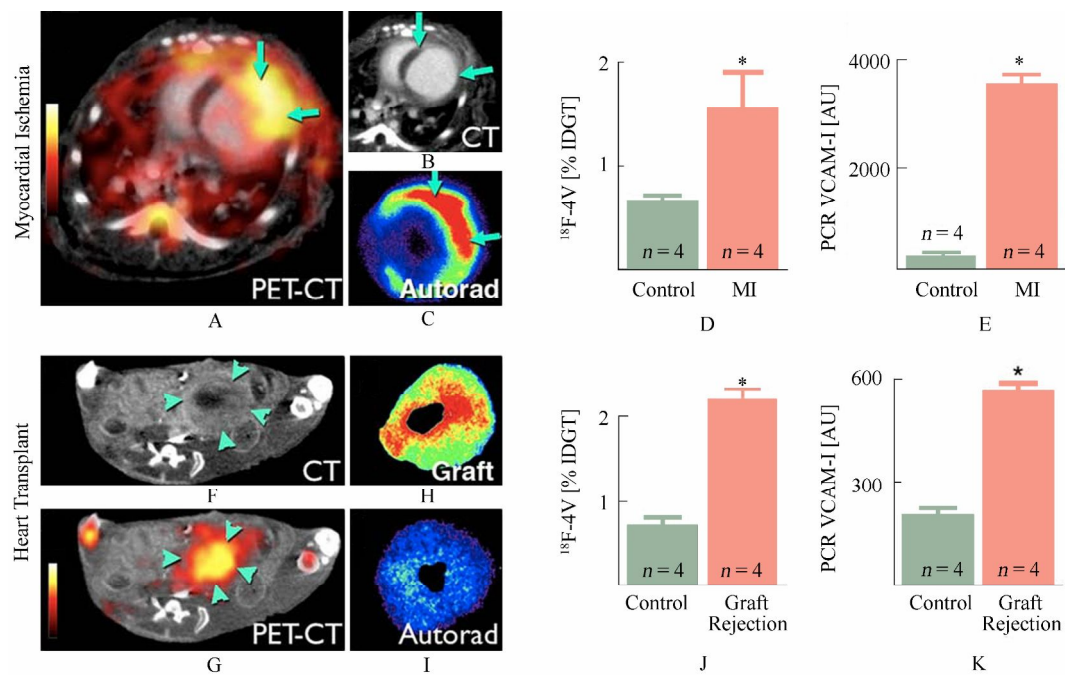 Myocardial Ischemia
PET-CT
A
CT
B
Autorad
C
¹⁸F-4V [% IDGT]
2
1
*
n = 4
n = 4
Control
MI
D
PCR VCAM-I [AU]
4000
2000
*
n = 4
n = 4
Control
MI
E
Heart Transplant
CT
F
Graft
H
PET-CT
G
Autorad
I
¹⁸F-4V [% IDGT]
2
1
*
n = 4
n = 4
Control
Graft
Rejection
J
PCR VCAM-I [AU]
600
300
*
n = 4
n = 4
Control
Graft
Rejection
K